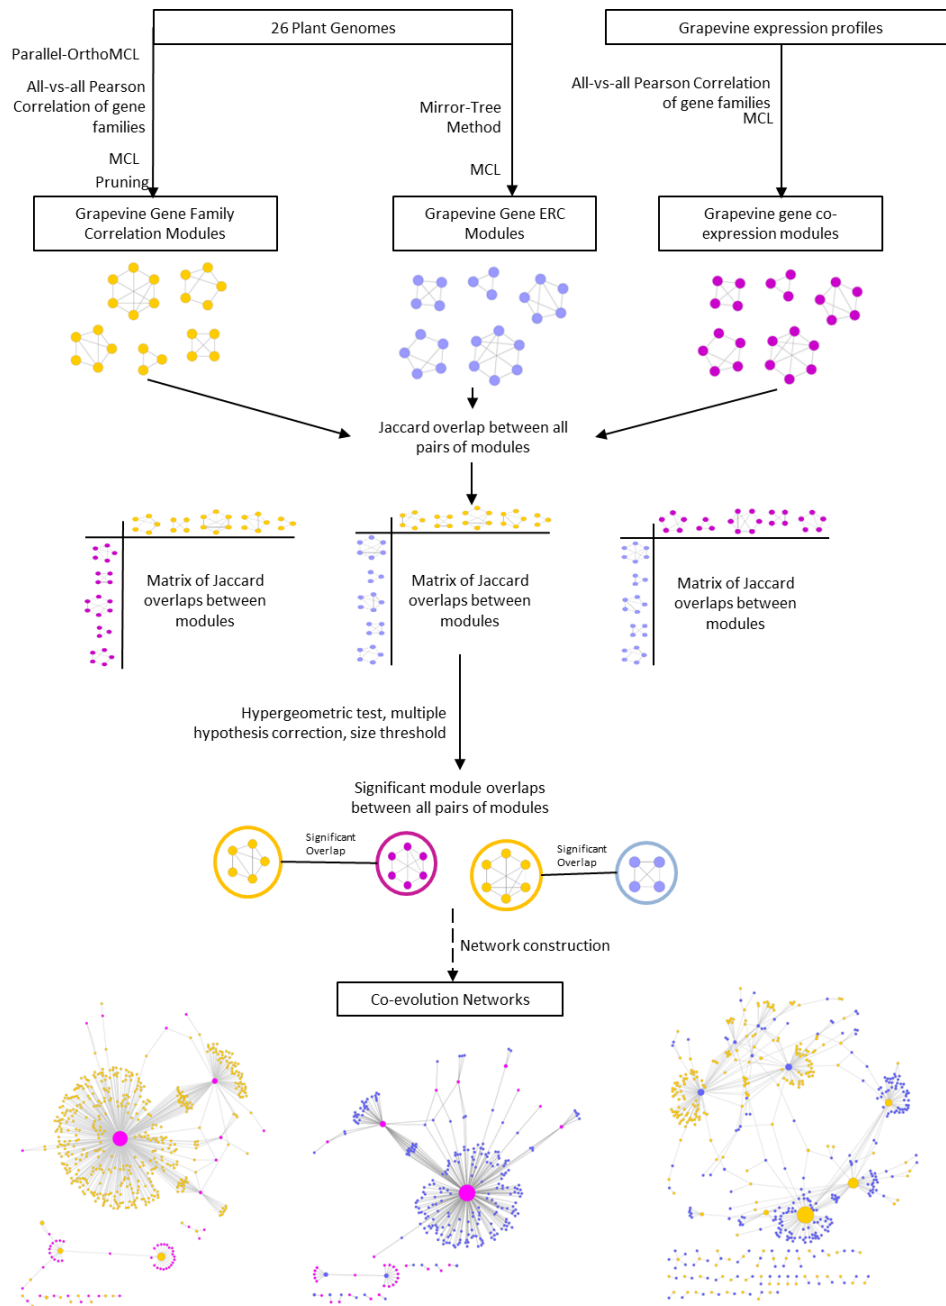 26 Plant Genomes
Grapevine expression profiles
Parallel-OrthoMCL
All-vs-all Pearson
Correlation of gene
families
MCL
Pruning
Mirror-Tree
Method
MCL
All-vs-all Pearson Correlation
of gene families
MCL
Grapevine Gene Family
Correlation Modules
Grapevine Gene ERC
Modules
Grapevine gene co-
expression modules
Jaccard overlap between all
pairs of modules
Matrix of Jaccard
overlaps between
modules
Matrix of Jaccard
overlaps between
modules
Matrix of Jaccard
overlaps between
modules
Hypergeometric test, multiple
hypothesis correction, size threshold
Significant module overlaps
between all pairs of modules
Significant
Overlap
Significant
Overlap
Network construction
Co-evolution Networks